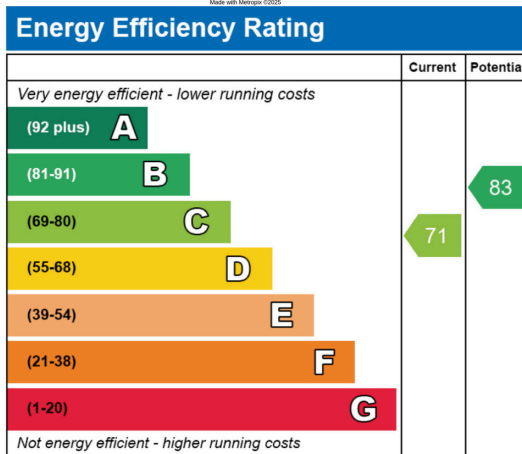 Made with Metropix ©2025
Energy Efficiency Rating
Current Potentia
Very energy efficient - lower running costs
(92 plus) A
(81-91) B
83
(69-80) C
71
(55-68) D
(39-54) E
(21-38) F
(1-20) G
Not energy efficient - higher running costs